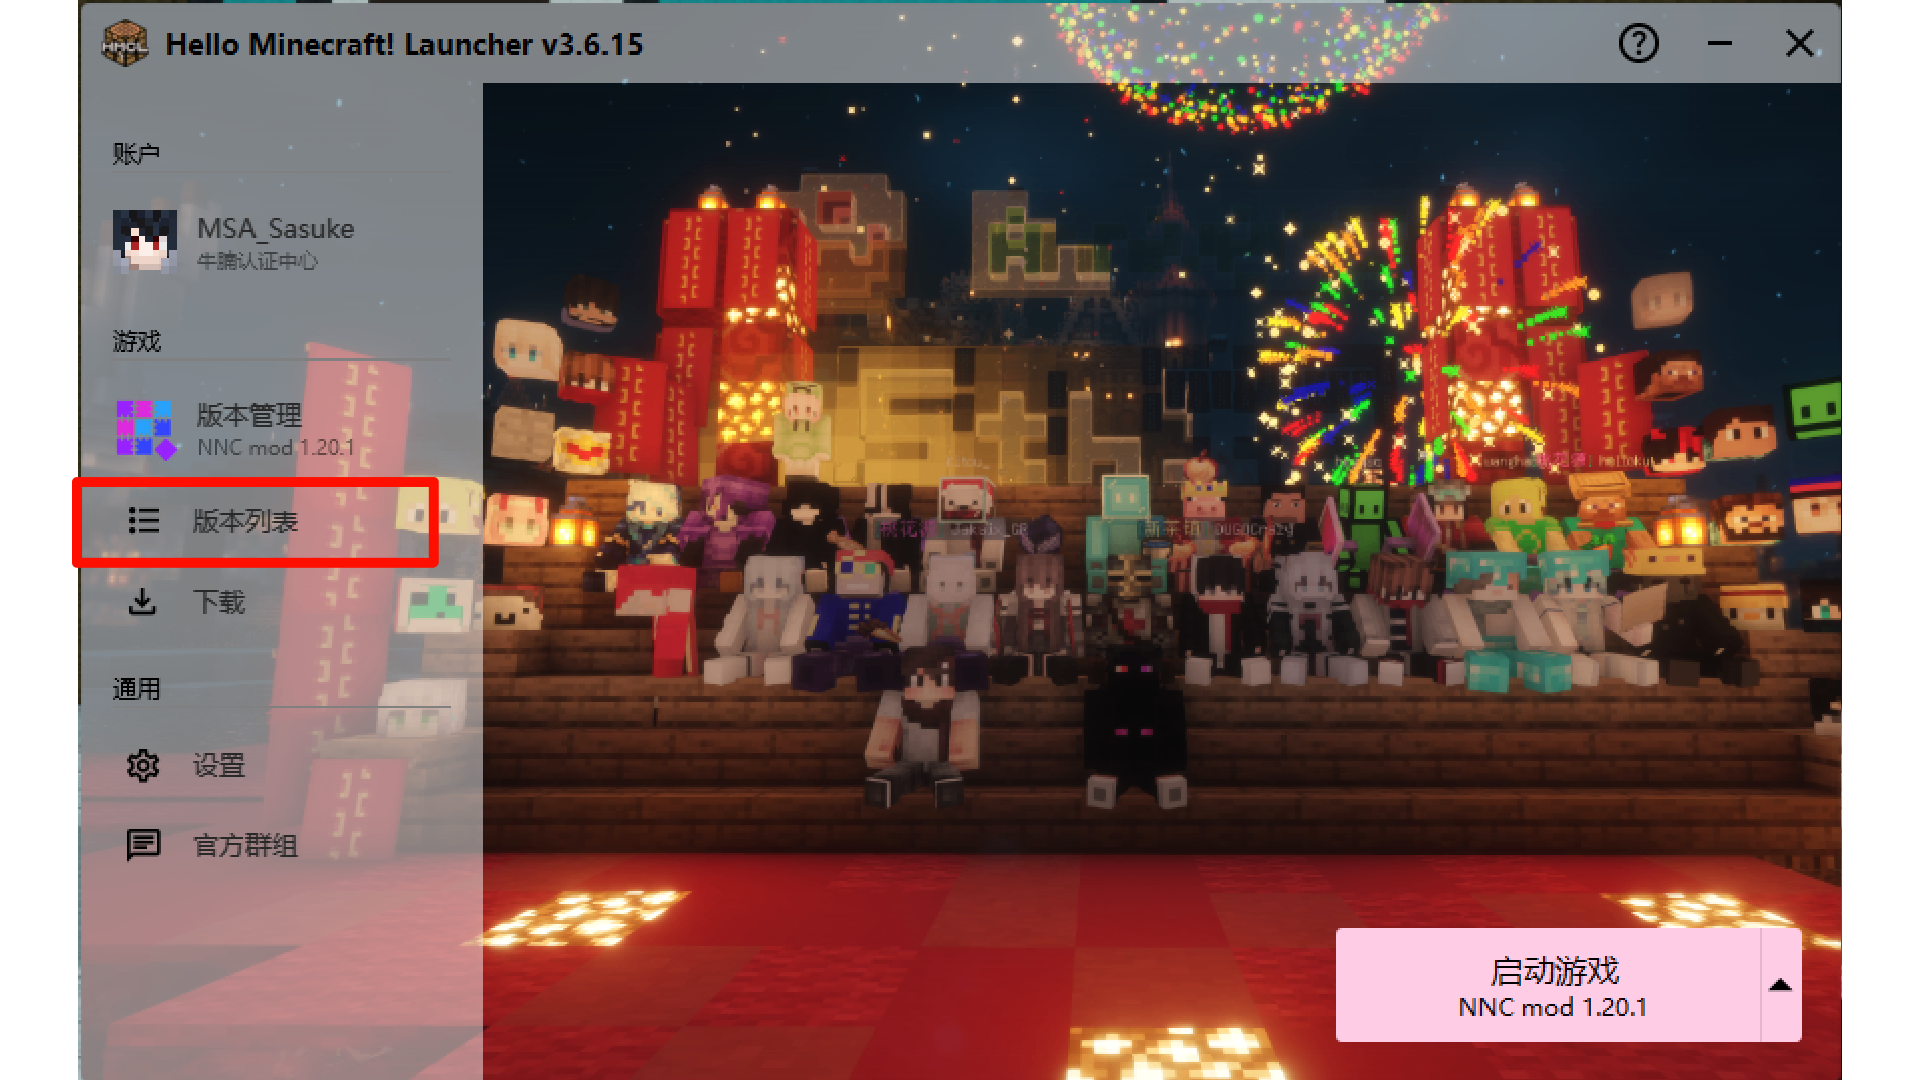 Hello Minecraft! Launcher v3.6.15
账户
MSA_Sasuke
牛腩认证中心
游戏
版本管理
NNC mod 1.20.1
版本列表
下载
通用
设置
官方群组
启动游戏
NNC mod 1.20.1